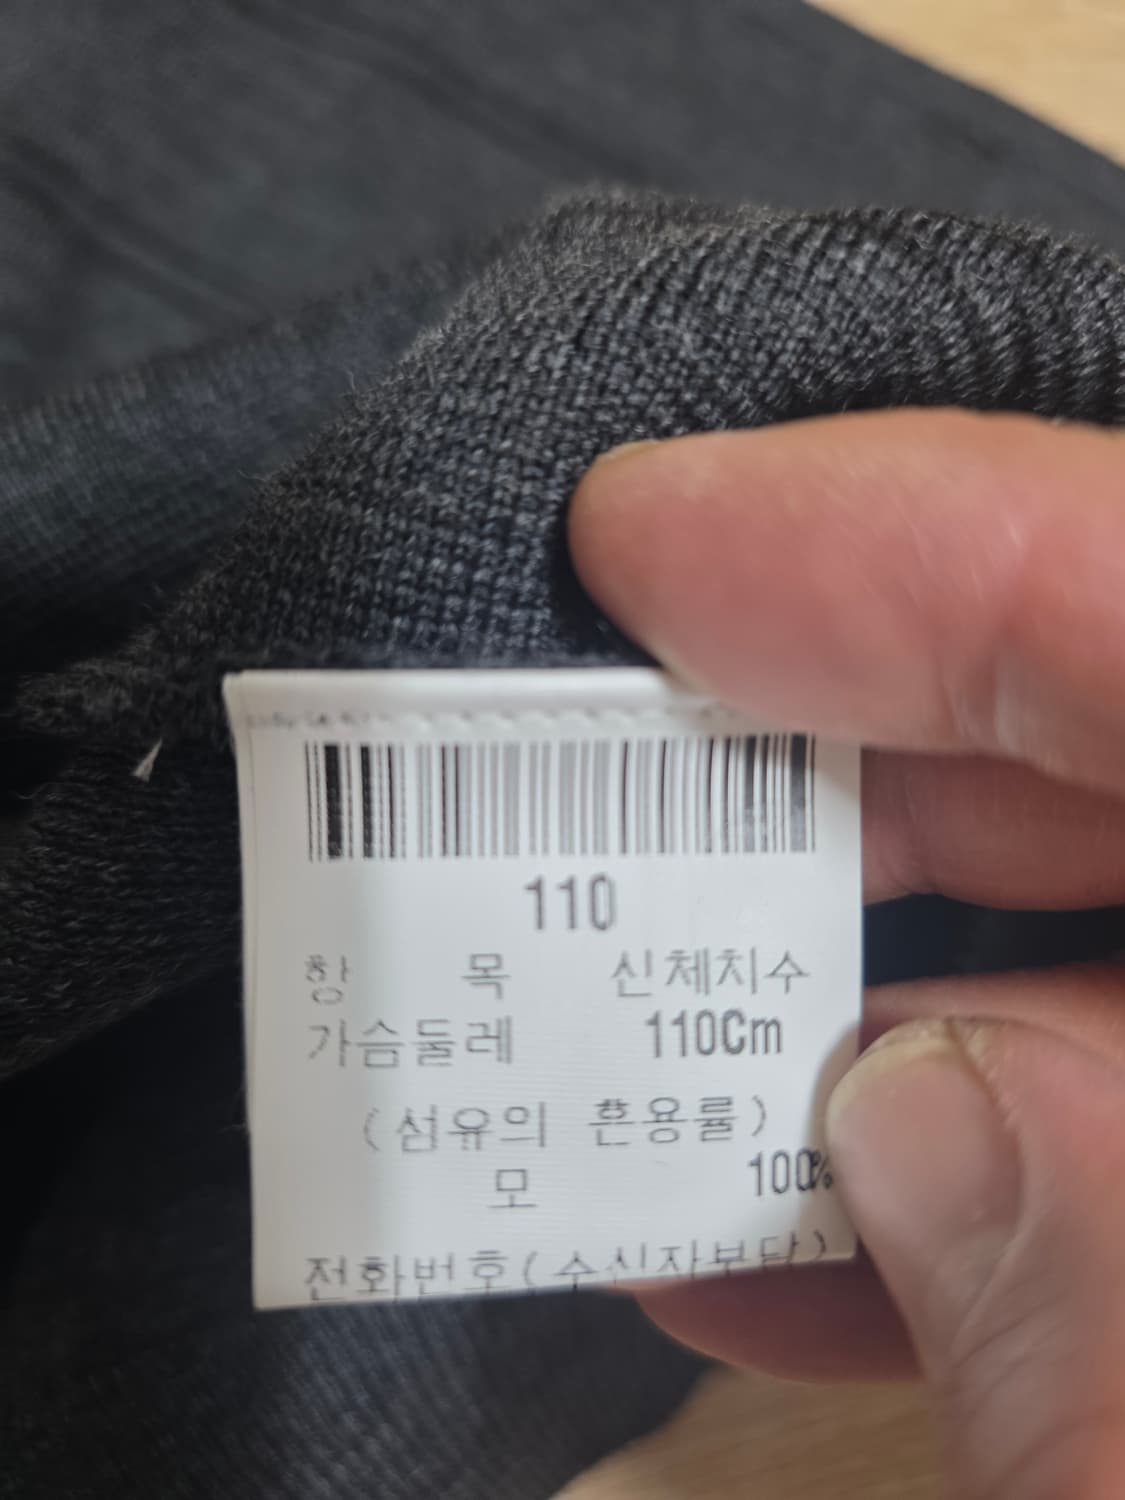 110
항 목 신체치수
가슴둘레 110Cm
(섬유의 혼용률)
모 100%
전화번호(수신자부담)